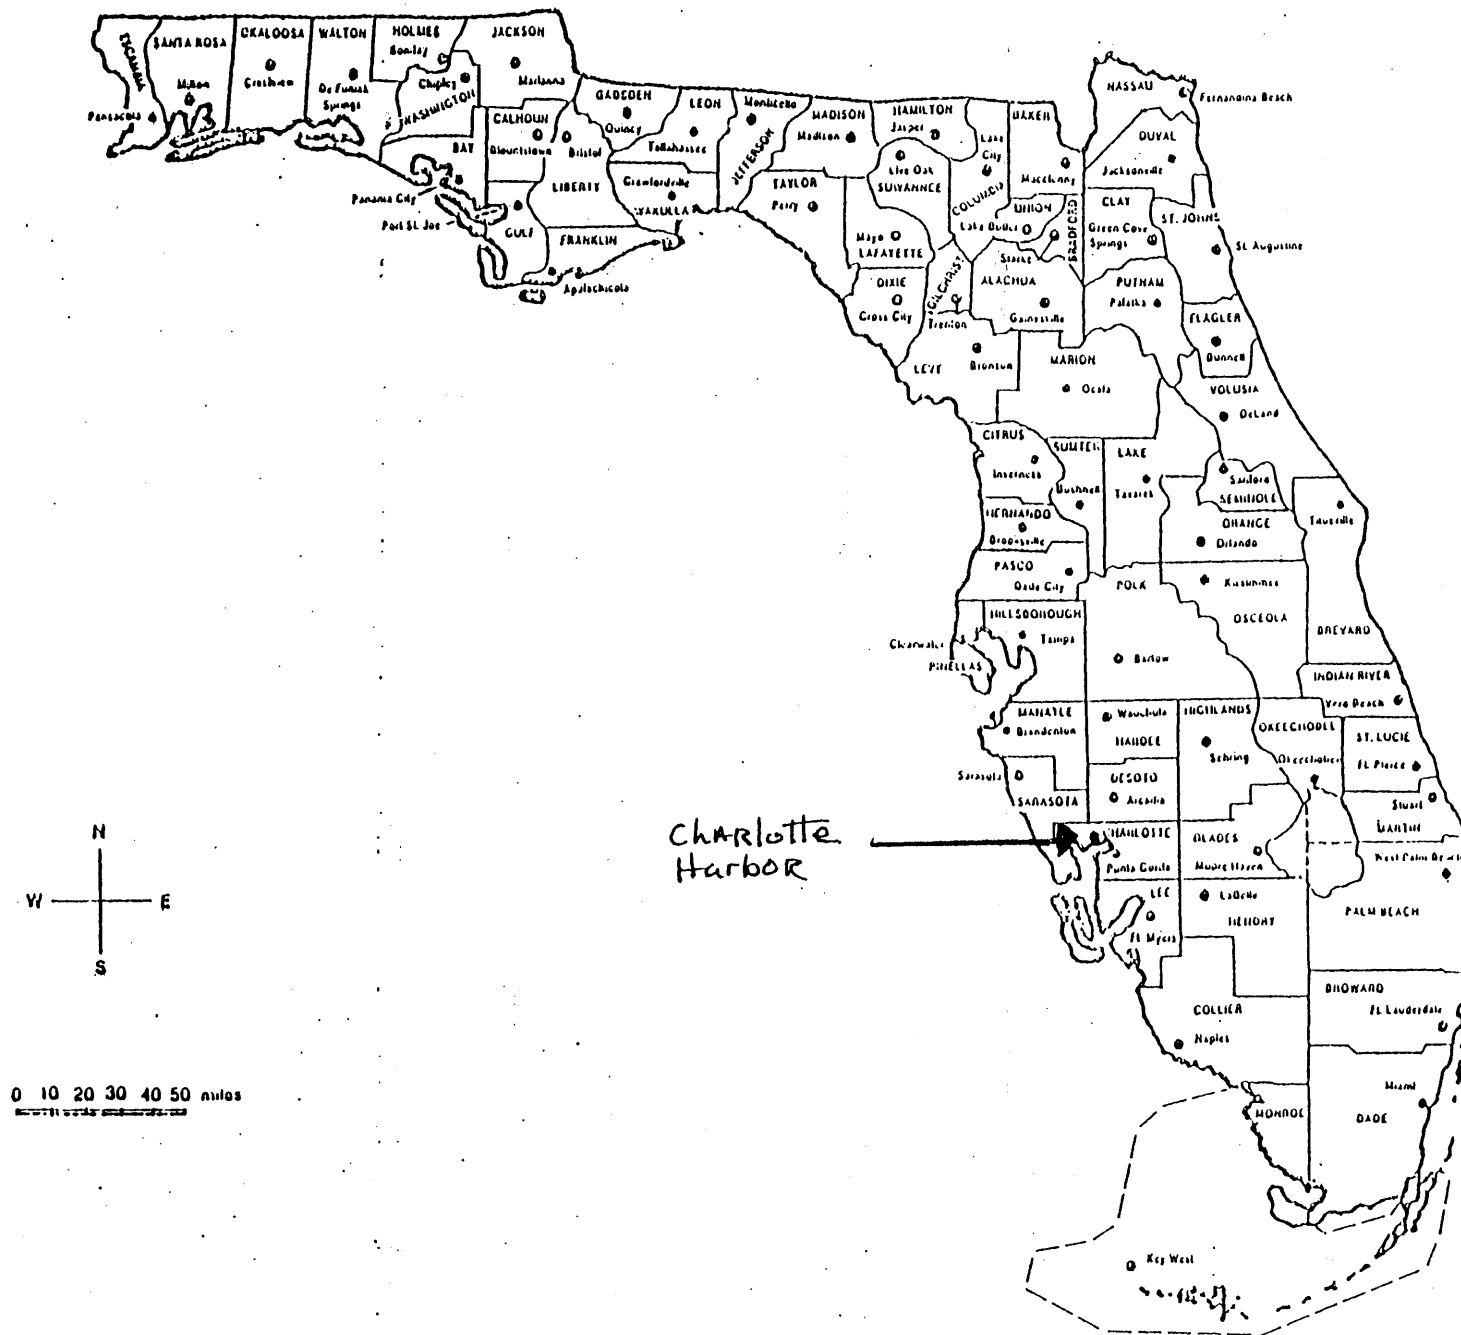 ESCAMBIA
SANTA ROSA
OKALOOSA
WALTON
HOLMES
Bonifay
JACKSON
Milton
Crestview
De Funiak
Springs
Chipley
WASHINGTON
Marianna
Pensacola
CALHOUN
Blountstown
Bristol
GADSDEN
Quincy
LEON
Tallahassee
Monticello
JEFFERSON
MADISON
Madison
HAMILTON
Jasper
Lake
City
COLUMBIA
BAKER
Macclenny
NASSAU
Fernandina Beach
DUVAL
Jacksonville
BAY
Panama City
Port St. Joe
GULF
LIBERTY
Crawfordville
WAKULLA
FRANKLIN
Apalachicola
TAYLOR
Perry
Live Oak
SUWANNEE
Mayo
LAFAYETTE
UNION
Lake Butler
Starke
BRADFORD
CLAY
Green Cove
Springs
ST. JOHNS
St. Augustine
DIXIE
Cross City
GILCHRIST
Trenton
ALACHUA
Gainesville
PUTNAM
Palatka
FLAGLER
Bunnell
LEVY
Bronson
MARION
Ocala
VOLUSIA
DeLand
CITRUS
Inverness
SUMTER
Bushnell
LAKE
Tavares
Sanford
SEMINOLE
HERNANDO
Brooksville
ORANGE
Orlando
Titusville
PASCO
Dade City
POLK
Kissimmee
OSCEOLA
BREVARD
HILLSBOROUGH
Tampa
Clearwater
PINELLAS
Bartow
INDIAN RIVER
Vero Beach
MANATEE
Bradenton
Wauchula
HARDEE
HIGHLANDS
Sebring
OKEECHOBEE
Okeechobee
ST. LUCIE
Ft. Pierce
Sarasota
SARASOTA
DESOTO
Arcadia
Stuart
MARTIN
Charlotte
Harbor
CHARLOTTE
Punta Gorda
GLADES
Moore Haven
West Palm Beach
PALM BEACH
LEE
Ft. Myers
LaBelle
HENDRY
N
W E
S
COLLIER
Naples
BROWARD
Ft. Lauderdale
0 10 20 30 40 50 miles
MONROE
Miami
DADE
Key West